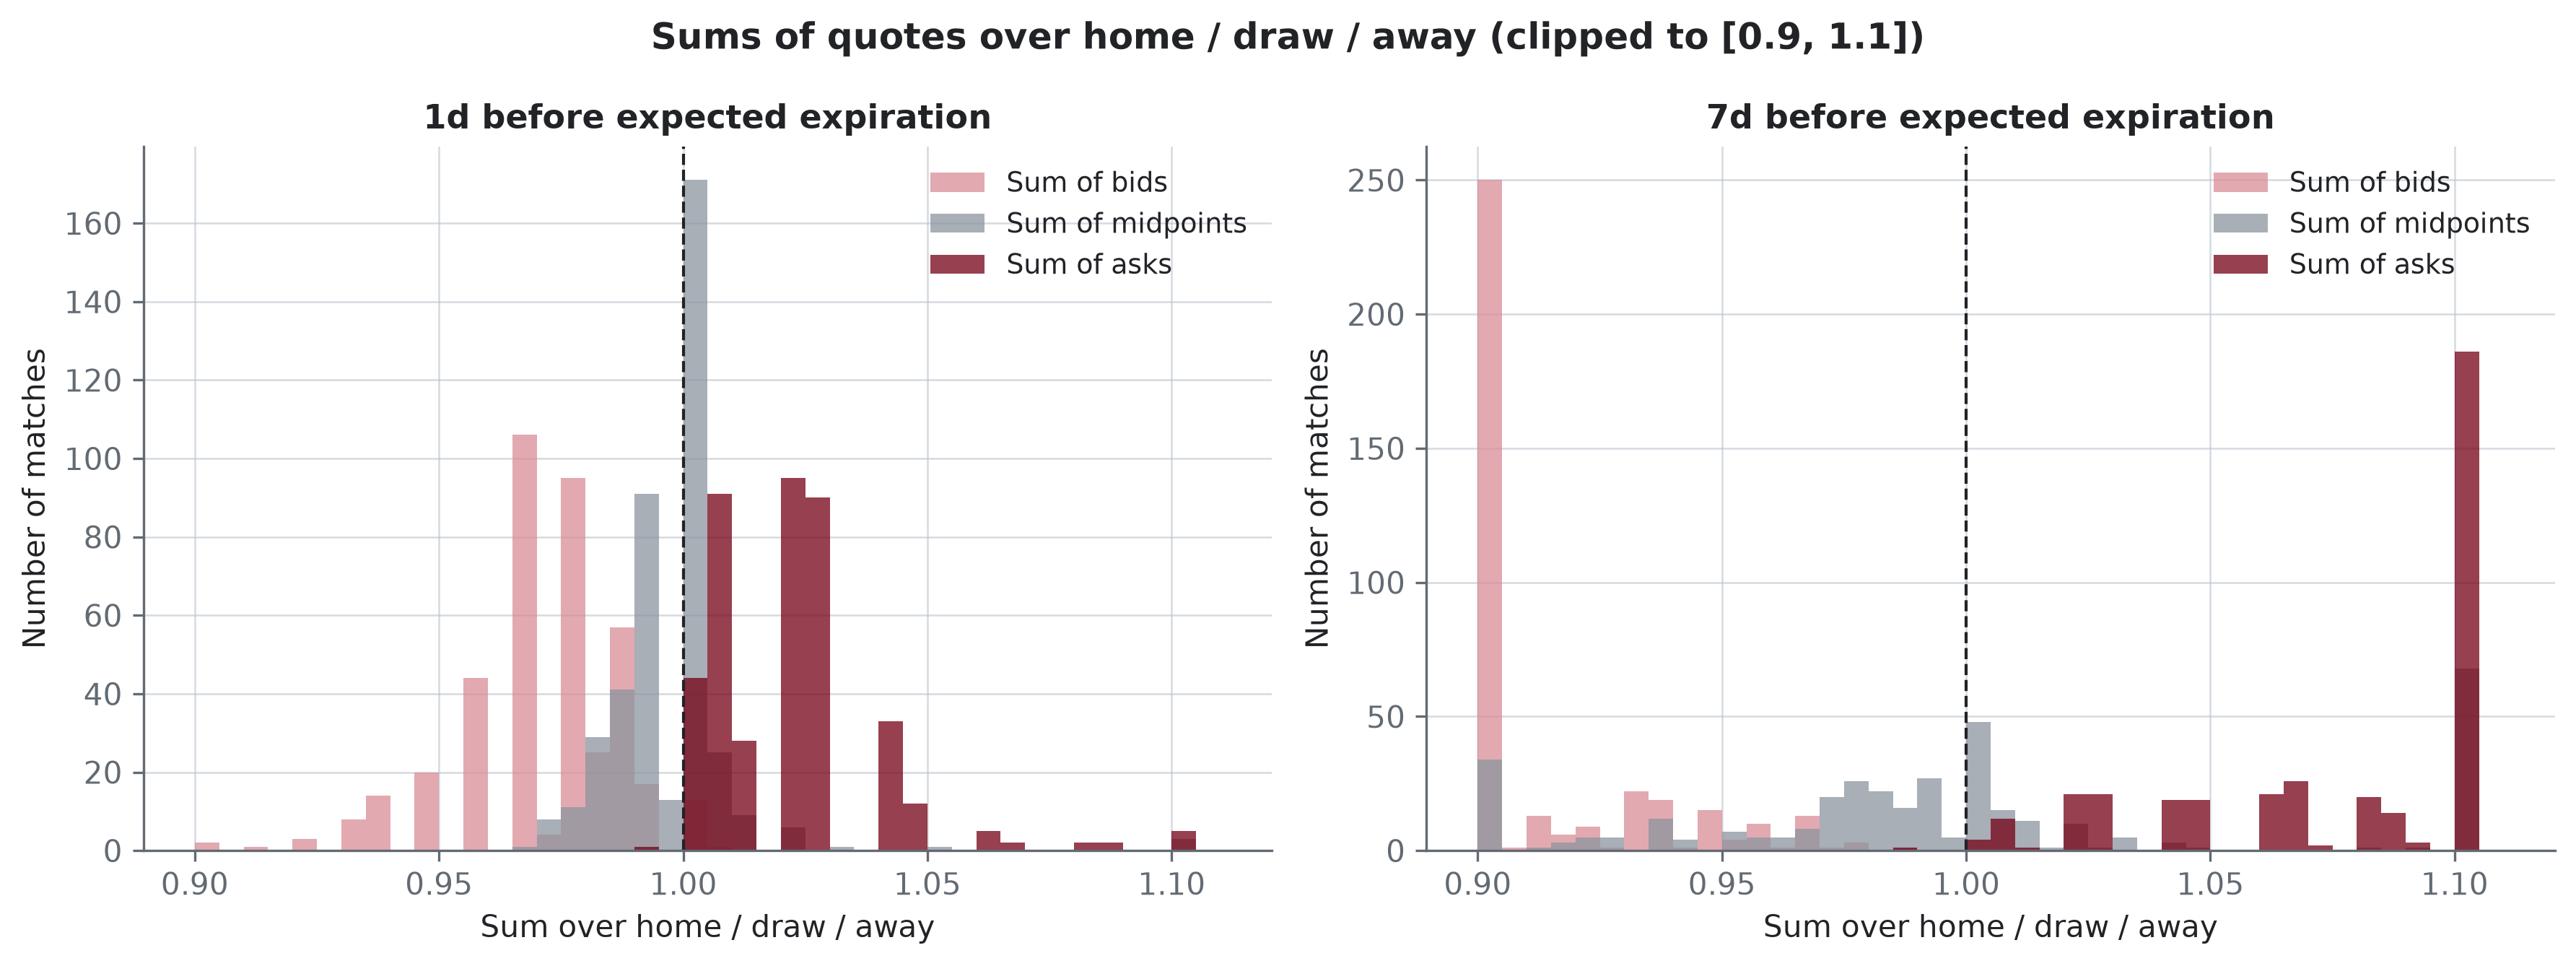 Sums of quotes over home / draw / away (clipped to [0.9, 1.1])
1d before expected expiration
Number of matches
0
20
40
60
80
100
120
140
160
0.90
0.95
1.00
1.05
1.10
Sum over home / draw / away
Sum of bids
Sum of midpoints
Sum of asks
7d before expected expiration
Number of matches
0
50
100
150
200
250
0.90
0.95
1.00
1.05
1.10
Sum over home / draw / away
Sum of bids
Sum of midpoints
Sum of asks